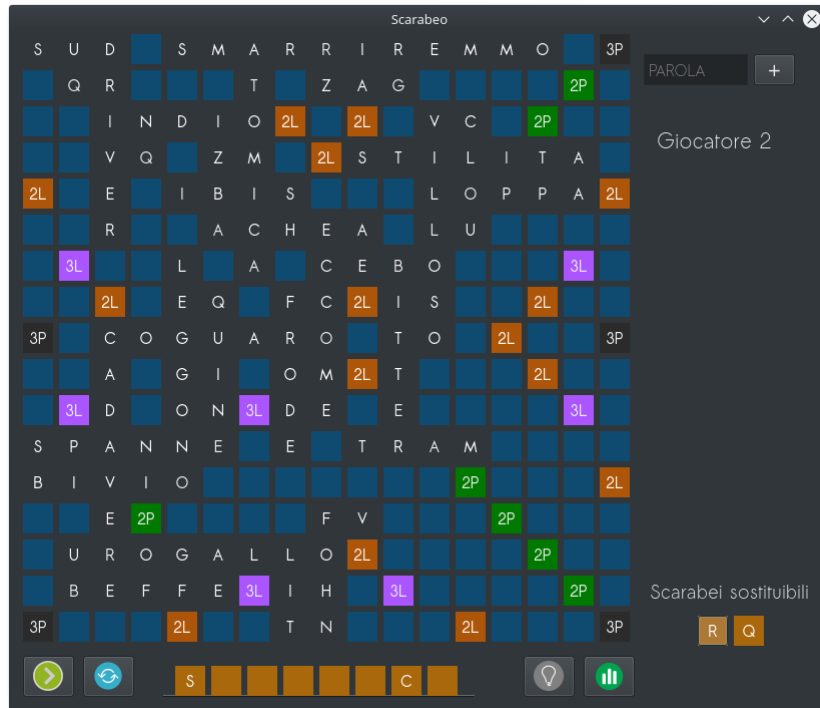 Scarabeo
S U D S M A R R I R E M M O 3P
Q R T Z A G 2P
I N D I O 2L 2L V C 2P
V Q Z M 2L S T I L I T A
2L E I B I S L O P P A 2L
R A C H E A L U
3L L A C E B O 3L
2L E Q F C 2L I S 2L
3P C O G U A R O T O 2L 3P
A G I O M 2L T 2L
3L D O N 3L D E E 3L
S P A N N E E T R A M
B I V I O 2P 2L
E 2P F V 2P
U R O G A L L O 2L 2P
B E F F E 3L I H 3L 2P
3P 2L T N 2L 3P
PAROLA +
Giocatore 2
Scarabei sostituibili
R Q
S C